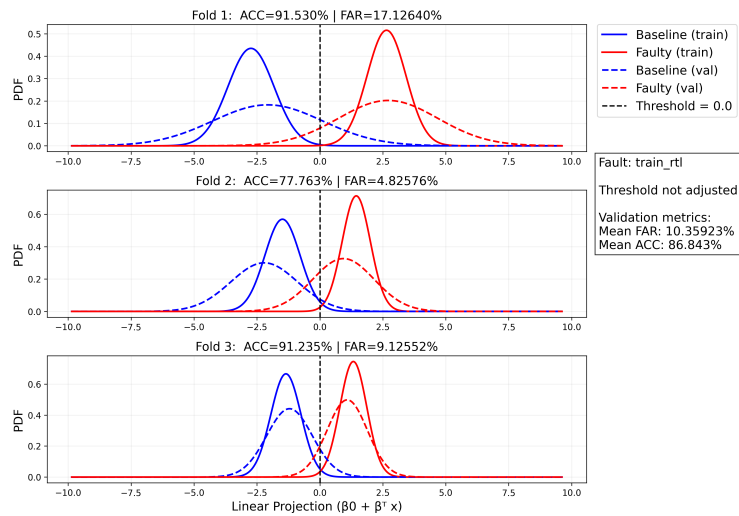 Fold 1:  ACC=91.530% | FAR=17.12640%
PDF
0.5
0.4
0.3
0.2
0.1
0.0
−10.0 −7.5 −5.0 −2.5 0.0 2.5 5.0 7.5 10.0
Baseline (train)
Faulty (train)
Baseline (val)
Faulty (val)
Threshold = 0.0
Fault: train_rtl
Threshold not adjusted
Validation metrics:
Mean FAR: 10.35923%
Mean ACC: 86.843%
Fold 2:  ACC=77.763% | FAR=4.82576%
PDF
0.6
0.4
0.2
0.0
−10.0 −7.5 −5.0 −2.5 0.0 2.5 5.0 7.5 10.0
Fold 3:  ACC=91.235% | FAR=9.12552%
PDF
0.6
0.4
0.2
0.0
−10.0 −7.5 −5.0 −2.5 0.0 2.5 5.0 7.5 10.0
Linear Projection (β0 + βᵀ x)